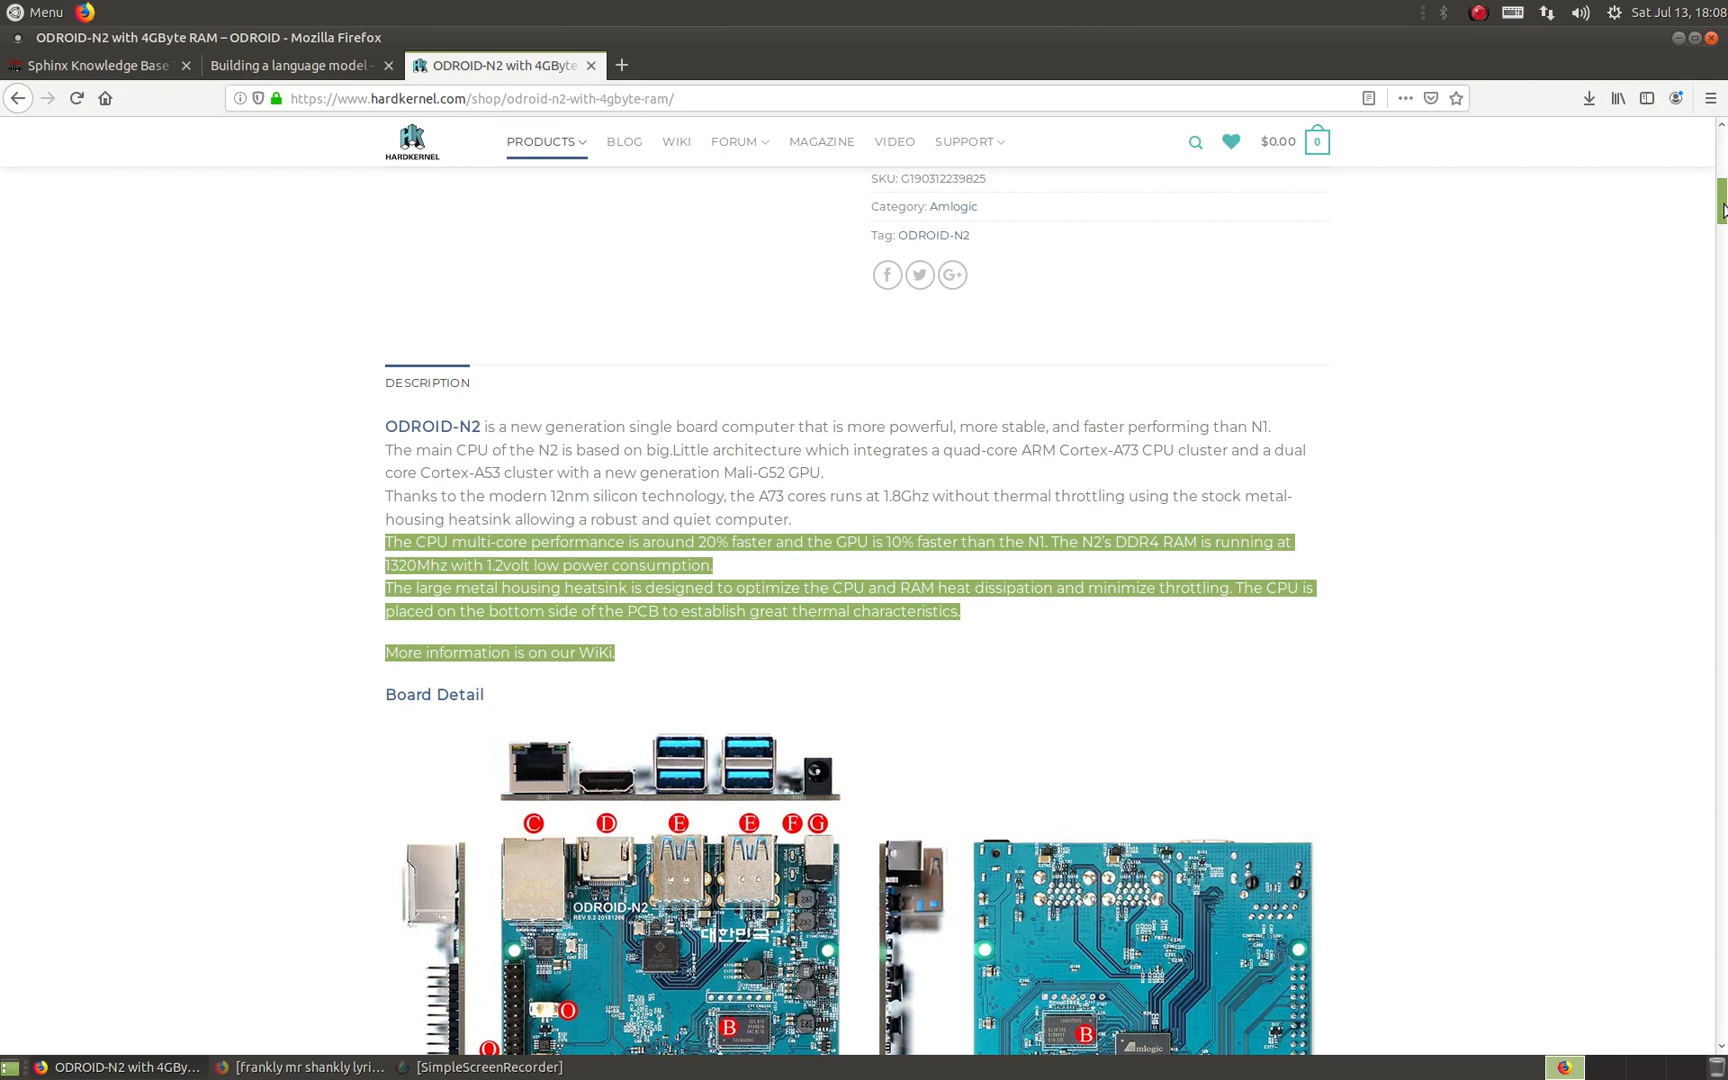 Menu
Sat Jul 13, 18:08
ODROID-N2 with 4GByte RAM – ODROID - Mozilla Firefox
Sphinx Knowledge Base
Building a language model –
ODROID-N2 with 4GByte
https://www.hardkernel.com/shop/odroid-n2-with-4gbyte-ram/
HARDKERNEL
PRODUCTS
BLOG
WIKI
FORUM
MAGAZINE
VIDEO
SUPPORT
$0.00
0
SKU: G190312239825
Category: Amlogic
Tag: ODROID-N2
DESCRIPTION
ODROID-N2 is a new generation single board computer that is more powerful, more stable, and faster performing than N1.
The main CPU of the N2 is based on big.Little architecture which integrates a quad-core ARM Cortex-A73 CPU cluster and a dual
core Cortex-A53 cluster with a new generation Mali-G52 GPU.
Thanks to the modern 12nm silicon technology, the A73 cores runs at 1.8Ghz without thermal throttling using the stock metal-
housing heatsink allowing a robust and quiet computer.
The CPU multi-core performance is around 20% faster and the GPU is 10% faster than the N1. The N2's DDR4 RAM is running at
1320Mhz with 1.2volt low power consumption.
The large metal housing heatsink is designed to optimize the CPU and RAM heat dissipation and minimize throttling. The CPU is
placed on the bottom side of the PCB to establish great thermal characteristics.
More information is on our WiKi.
Board Detail
C D E E F G
ODROID-N2
REV 0.2 20181206
대한민국
O
B
B
Amlogic
ODROID-N2 with 4GBy...
[frankly mr shankly lyri...
[SimpleScreenRecorder]